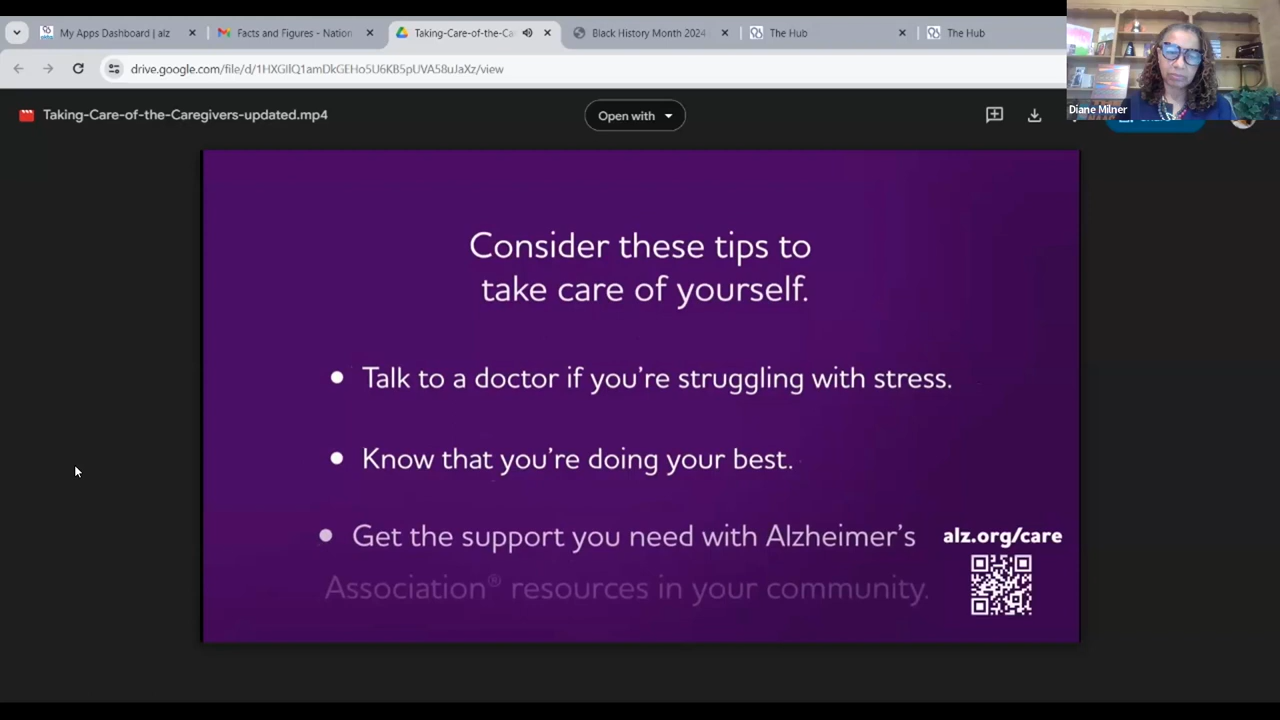 My Apps Dashboard | alz
Facts and Figures - Nation
Taking-Care-of-the-Ca
Black History Month 2024
The Hub
The Hub
drive.google.com/file/d/1HXGIlQ1amDkGEHo5U6KB5pUVA58uJaXz/view
Diane Milner
Taking-Care-of-the-Caregivers-updated.mp4
Open with
Consider these tips to
take care of yourself.
• Talk to a doctor if you're struggling with stress.
• Know that you're doing your best.
• Get the support you need with Alzheimer's
Association® resources in your community.
alz.org/care